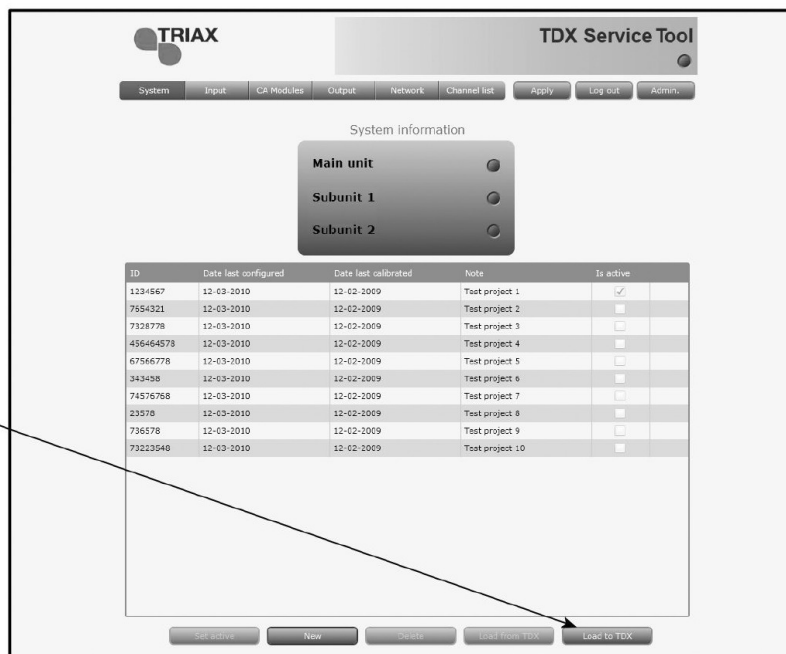 TRIAX
TDX Service Tool
System Input CA Modules Output Network Channel list Apply Log out Admin.
System information
Main unit
Subunit 1
Subunit 2
ID Date last configured Date last calibrated Note Is active
1234567 12-03-2010 12-02-2009 Test project 1
7654321 12-03-2010 12-02-2009 Test project 2
7328778 12-03-2010 12-02-2009 Test project 3
456464578 12-03-2010 12-02-2009 Test project 4
67566778 12-03-2010 12-02-2009 Test project 5
343458 12-03-2010 12-02-2009 Test project 6
74576768 12-03-2010 12-02-2009 Test project 7
23578 12-03-2010 12-02-2009 Test project 8
736578 12-03-2010 12-02-2009 Test project 9
73223548 12-03-2010 12-02-2009 Test project 10
Set active New Delete Load from TDX Load to TDX